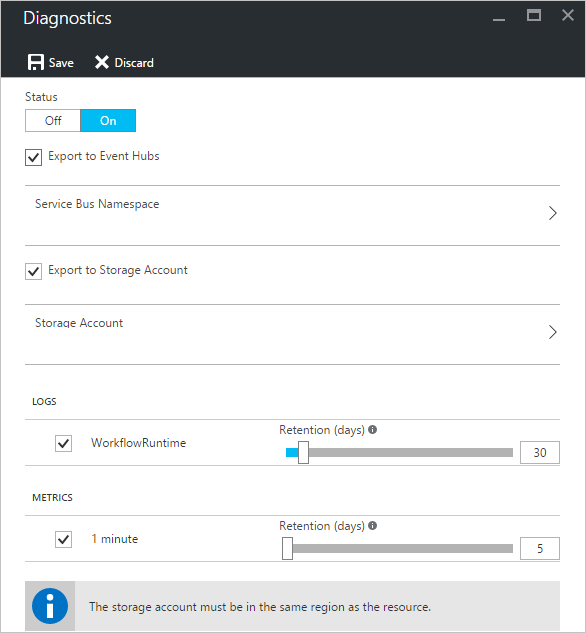 Diagnostics
Save Discard
Status
Off On
Export to Event Hubs
Service Bus Namespace
Export to Storage Account
Storage Account
LOGS
Retention (days)
WorkflowRuntime
30
METRICS
Retention (days)
1 minute
5
The storage account must be in the same region as the resource.